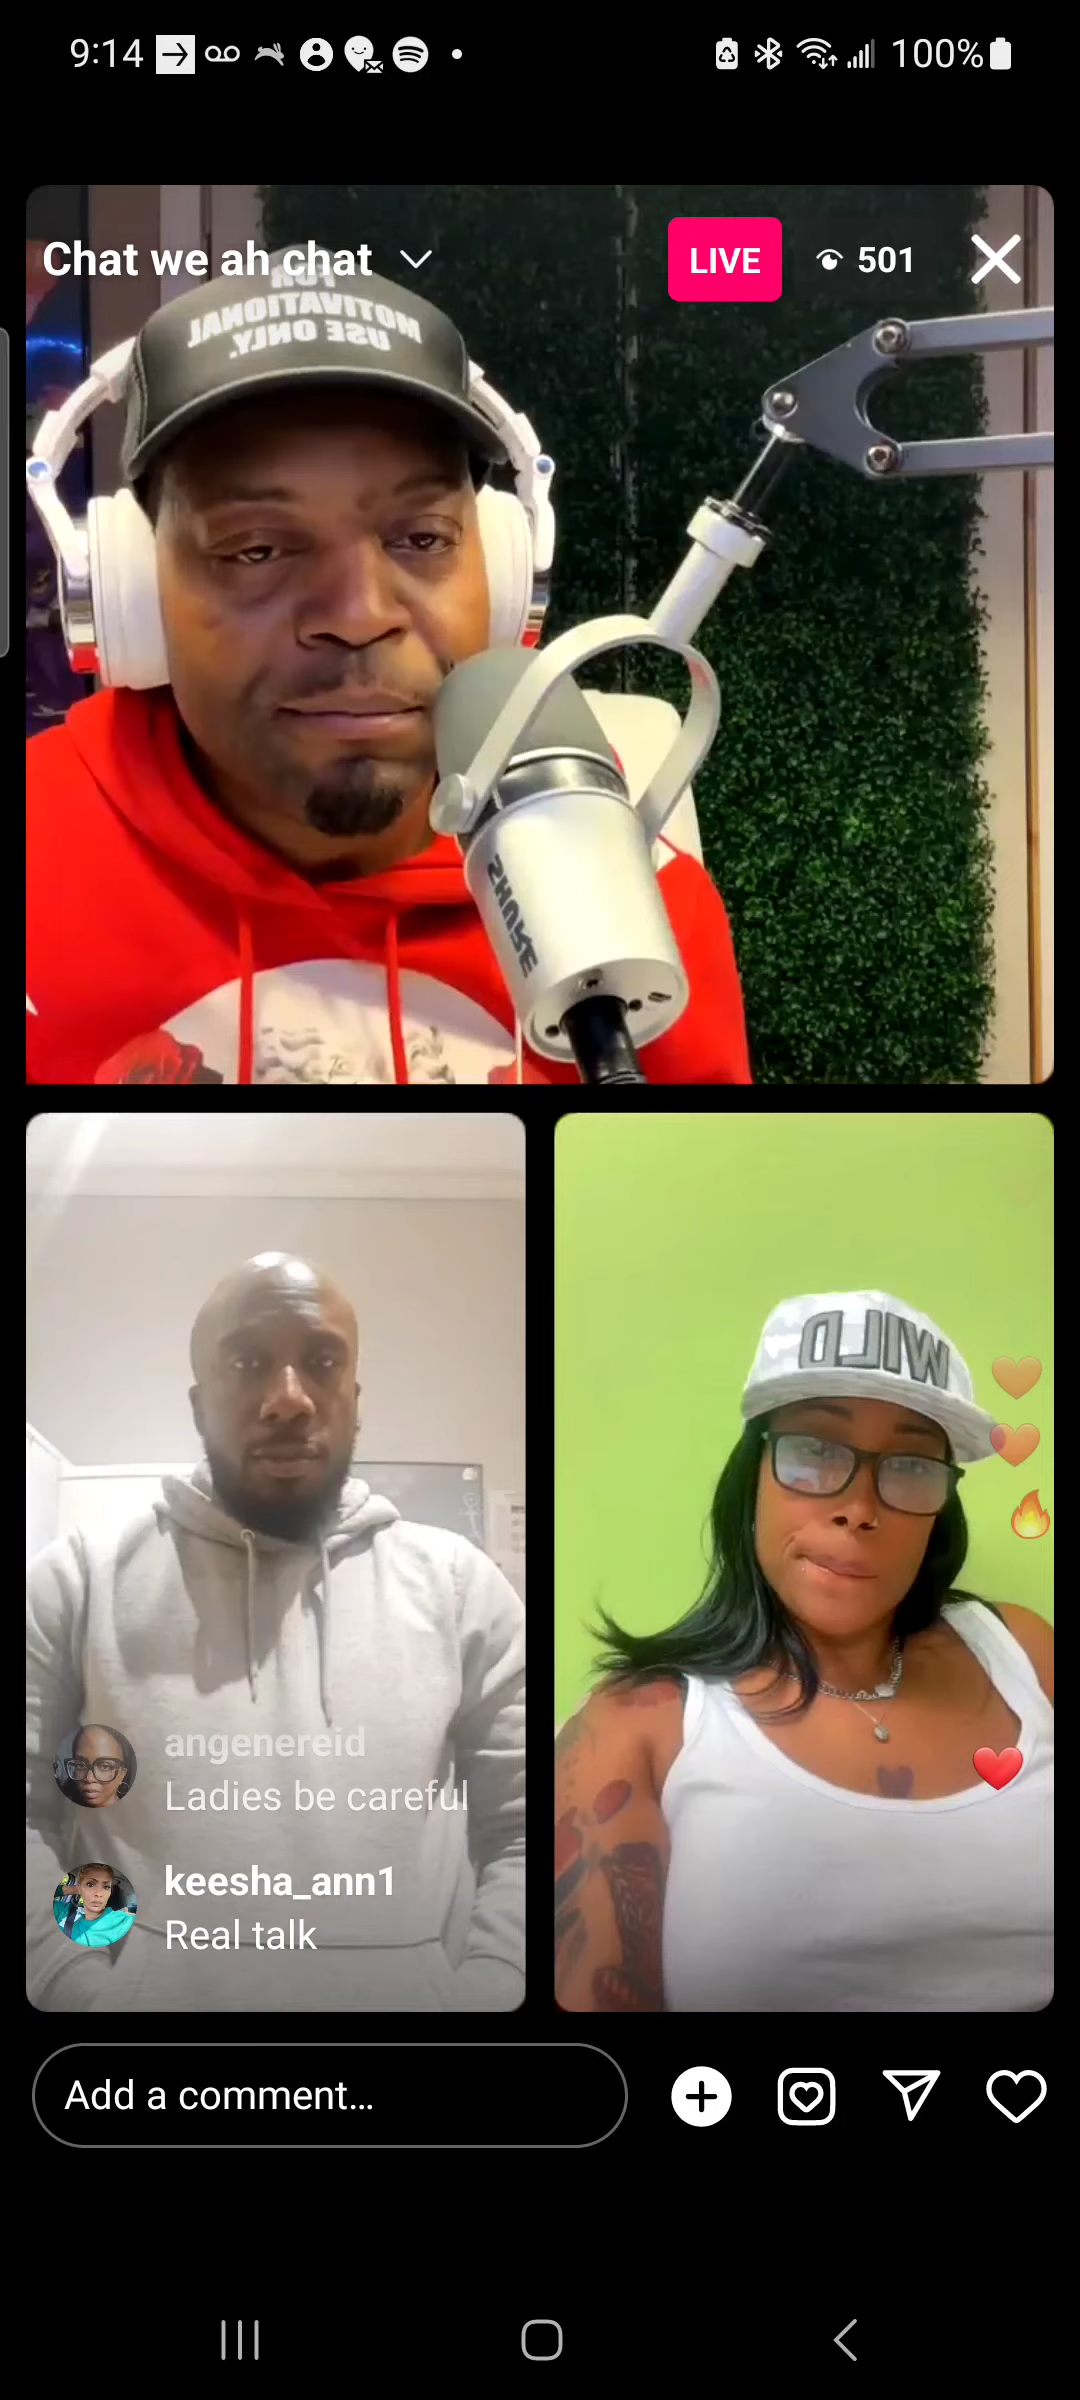 9:14
100%
Chat we ah chat
LIVE
501
FOR
MOTIVATIONAL
USE ONLY.
SHURE
WILD
angenereid
Ladies be careful
keesha_ann1
Real talk
Add a comment...